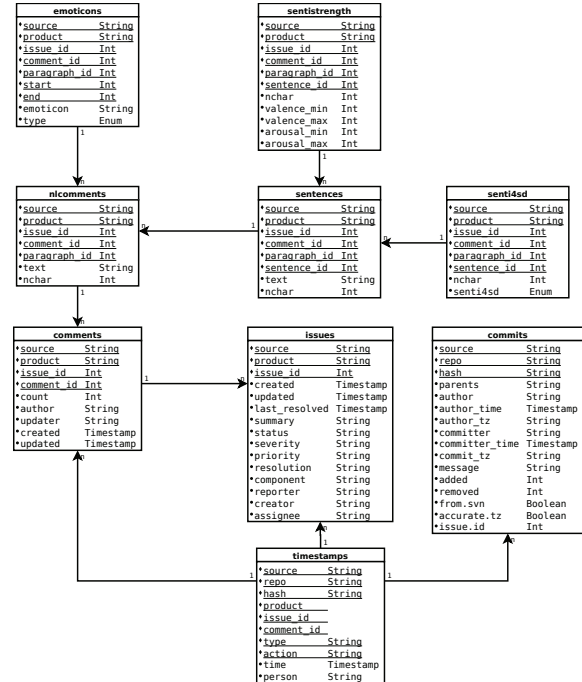 emoticons
source String
product String
issue_id Int
comment_id Int
paragraph_id Int
start Int
end Int
emoticon String
type Enum
1
n
sentistrength
source String
product String
issue_id Int
comment_id Int
paragraph_id Int
sentence_id Int
nchar Int
valence_min Int
valence_max Int
arousal_min Int
arousal_max Int
1
n
nlcomments
source String
product String
issue_id Int
comment_id Int
paragraph_id Int
text String
nchar Int
n
1
1
n
sentences
source String
product String
issue_id Int
comment_id Int
paragraph_id Int
sentence_id Int
text String
nchar Int
n
1
senti4sd
source String
product String
issue_id Int
comment_id Int
paragraph_id Int
sentence_id Int
nchar Int
senti4sd Enum
comments
source String
product String
issue_id Int
comment_id Int
count Int
author String
updater String
created Timestamp
updated Timestamp
1
n
n
issues
source String
product String
issue_id Int
created Timestamp
updated Timestamp
last_resolved Timestamp
summary String
status String
severity String
priority String
resolution String
component String
reporter String
creator String
assignee String
n
1
commits
source String
repo String
hash String
parents String
author String
author_time Timestamp
author_tz String
committer String
committer_time Timestamp
commit_tz String
message String
added Int
removed Int
from.svn Boolean
accurate.tz Boolean
issue.id Int
n
1
1
timestamps
source String
repo String
hash String
product
issue_id
comment_id
type String
action String
time Timestamp
person String